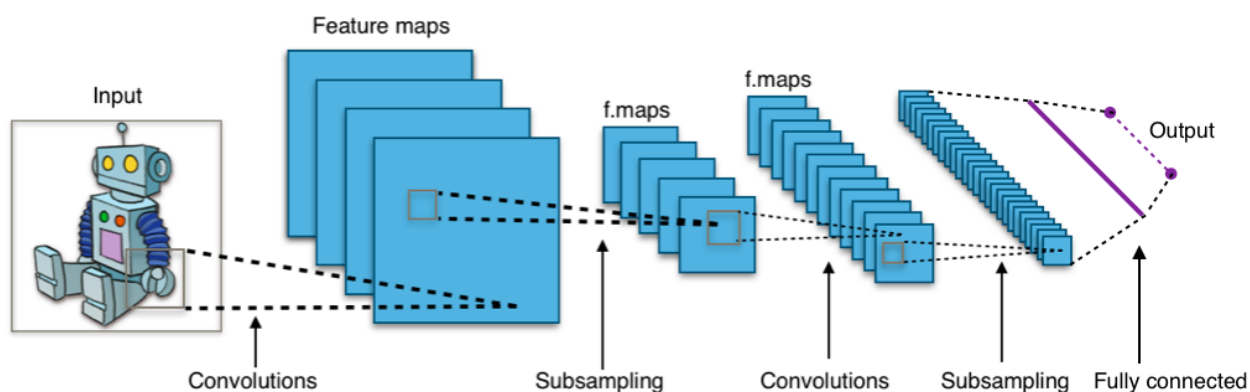 Input
Feature maps
f.maps
f.maps
Output
Convolutions
Subsampling
Convolutions
Subsampling
Fully connected